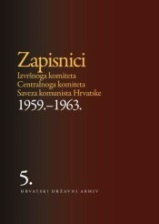 Zapisnici
Izvršnoga komiteta
Centralnoga komiteta
Saveza komunista Hrvatske
1959.–1963.
5.
HRVATSKI DRŽAVNI ARHIV